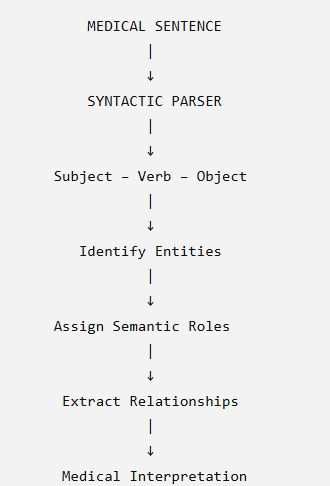 MEDICAL SENTENCE
|
↓
SYNTACTIC PARSER
|
↓
Subject – Verb – Object
|
↓
Identify Entities
|
↓
Assign Semantic Roles
|
↓
Extract Relationships
|
↓
Medical Interpretation